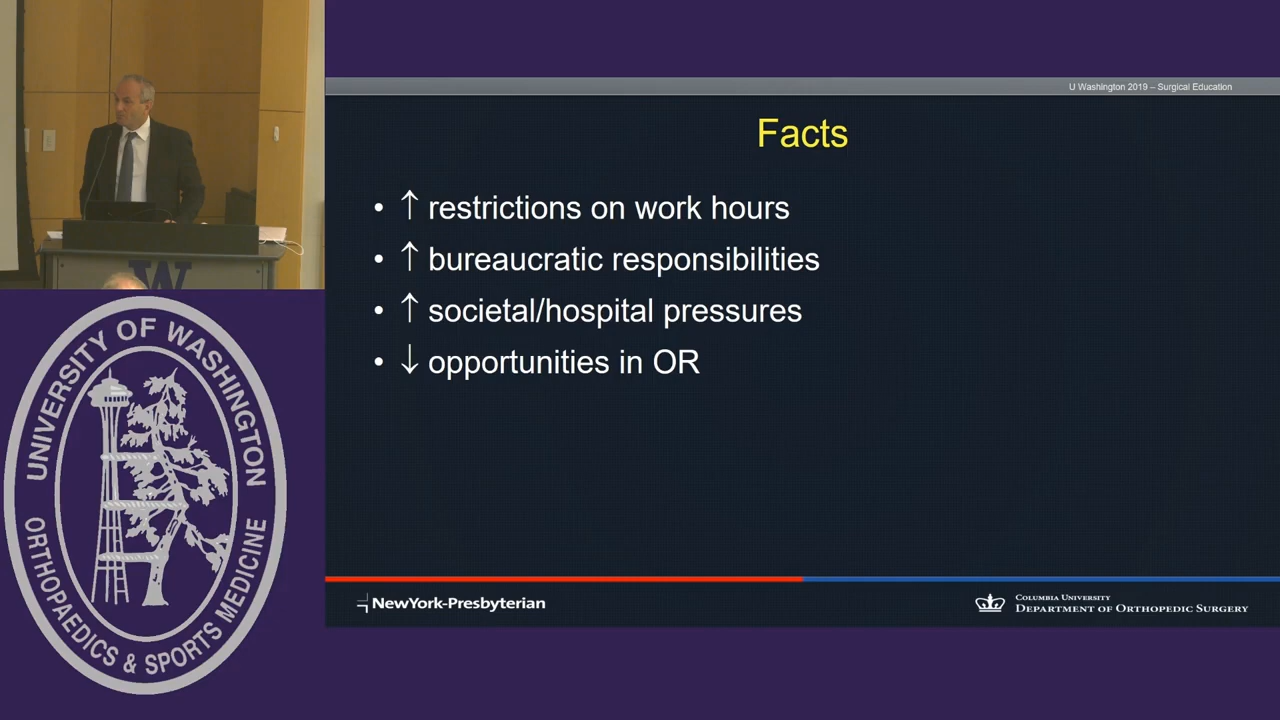 U Washington 2019 – Surgical Education
Facts
• ↑ restrictions on work hours
• ↑ bureaucratic responsibilities
• ↑ societal/hospital pressures
• ↓ opportunities in OR
NewYork-Presbyterian
COLUMBIA UNIVERSITY
DEPARTMENT OF ORTHOPEDIC SURGERY
W
UNIVERSITY OF WASHINGTON
ORTHOPAEDICS & SPORTS MEDICINE